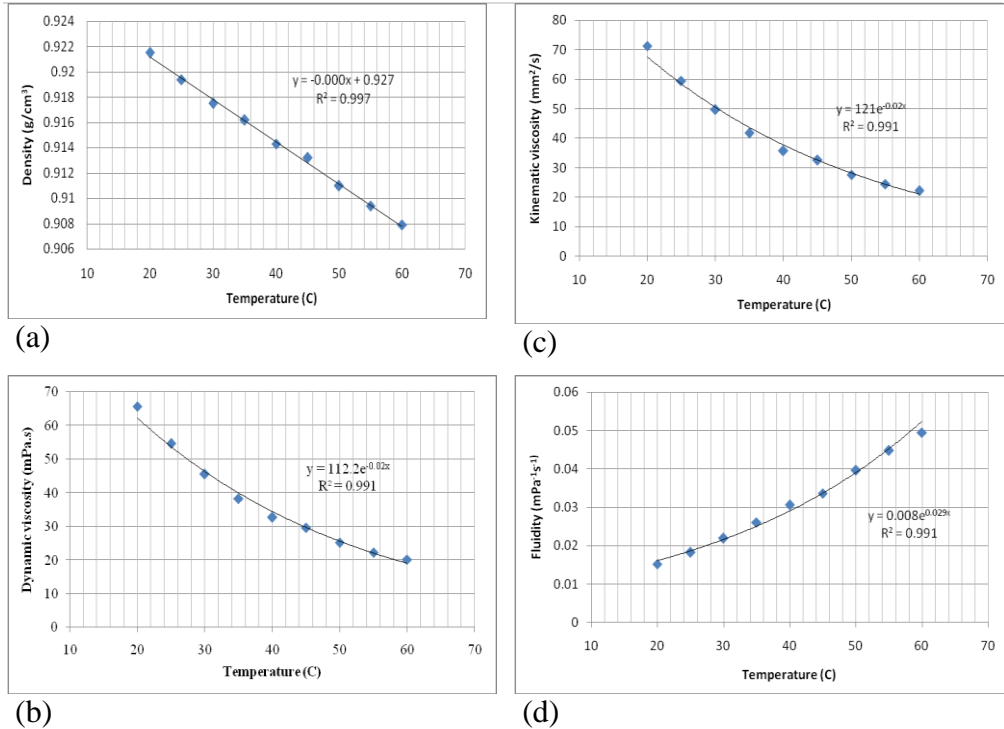 0.924
0.922
0.92
0.918
0.916
0.914
0.912
0.91
0.908
0.906
Density (g/cm³)
y = -0.000x + 0.927
R² = 0.997
10 20 30 40 50 60 70
Temperature (C)
(a)
80
70
60
50
40
30
20
10
0
Kinematic viscosity (mm²/s)
y = 121e^-0.02x
R² = 0.991
10 20 30 40 50 60 70
Temperature (C)
(c)
70
60
50
40
30
20
10
0
Dynamic viscosity (mPa.s)
y = 112.2e^-0.02x
R² = 0.991
10 20 30 40 50 60 70
Temperature (C)
(b)
0.06
0.05
0.04
0.03
0.02
0.01
0
Fluidity (mPa⁻¹s⁻¹)
y = 0.008e^0.029x
R² = 0.991
10 20 30 40 50 60 70
Temperature (C)
(d)